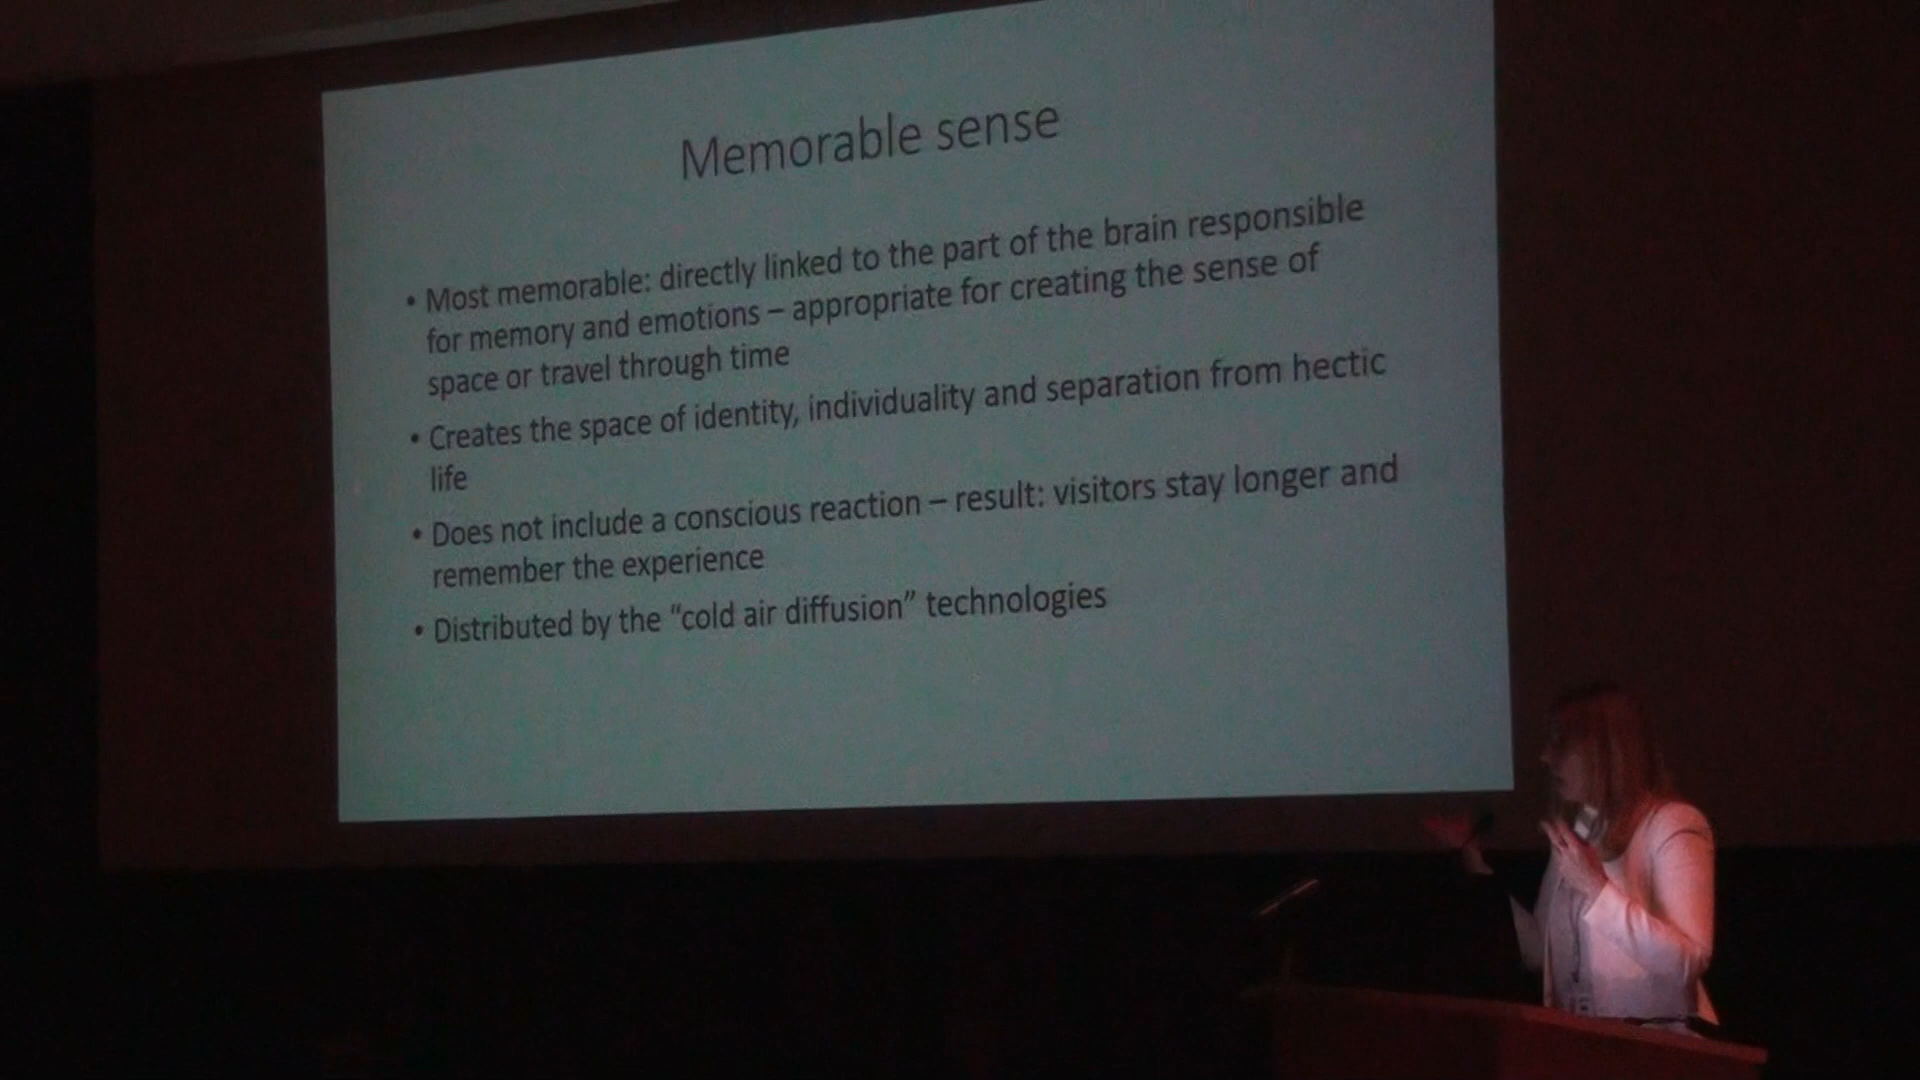 Memorable sense
• Most memorable: directly linked to the part of the brain responsible
for memory and emotions – appropriate for creating the sense of
space or travel through time
• Creates the space of identity, individuality and separation from hectic
life
• Does not include a conscious reaction – result: visitors stay longer and
remember the experience
• Distributed by the “cold air diffusion” technologies